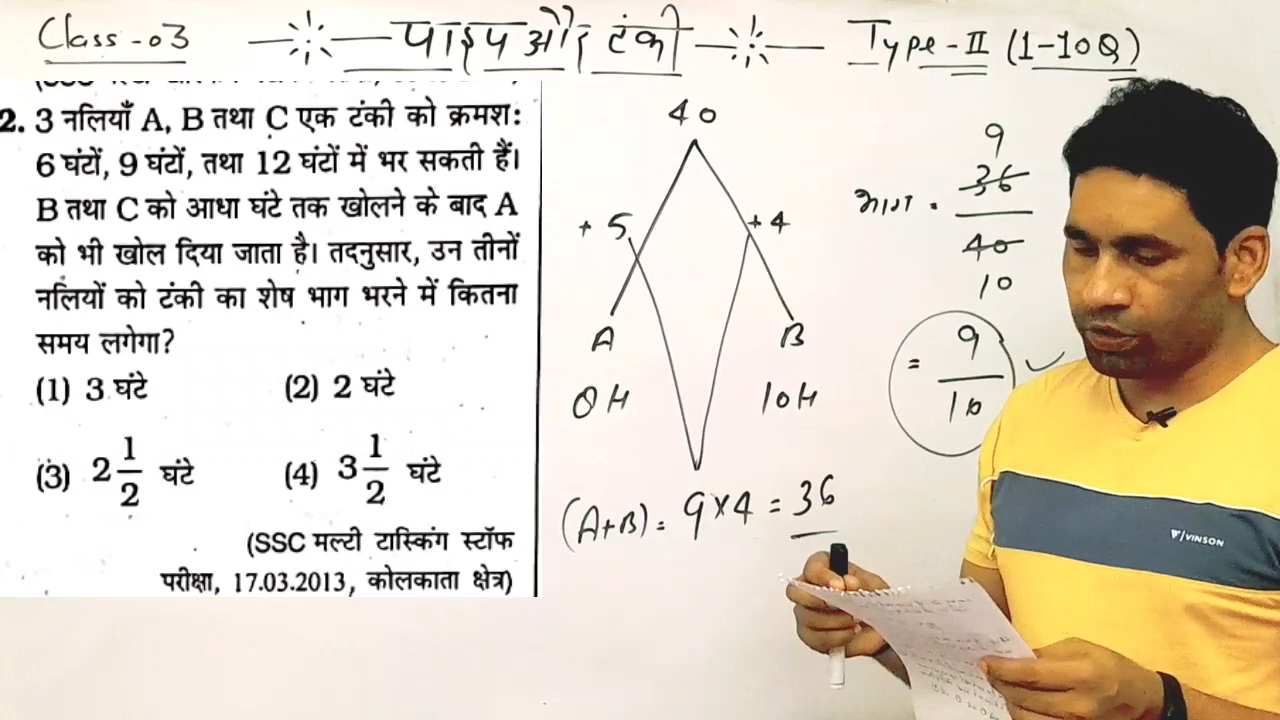 Class-03 पाइप और टंकी Type-II (1-10Q)
2. 3 नलियाँ A, B तथा C एक टंकी को क्रमश:
6 घंटों, 9 घंटों, तथा 12 घंटों में भर सकती हैं।
B तथा C को आधा घंटे तक खोलने के बाद A
को भी खोल दिया जाता है। तदनुसार, उन तीनों
नलियों को टंकी का शेष भाग भरने में कितना
समय लगेगा?
(1) 3 घंटे (2) 2 घंटे
(3) 2 1/2 घंटे (4) 3 1/2 घंटे
(SSC मल्टी टास्किंग स्टॉफ
परीक्षा, 17.03.2013, कोलकाता क्षेत्र)
40
+5 +4
A B
8H 10H
(A+B) = 9×4 = 36
9
भाग = 36
40
10
= 9/10
V/VINSON